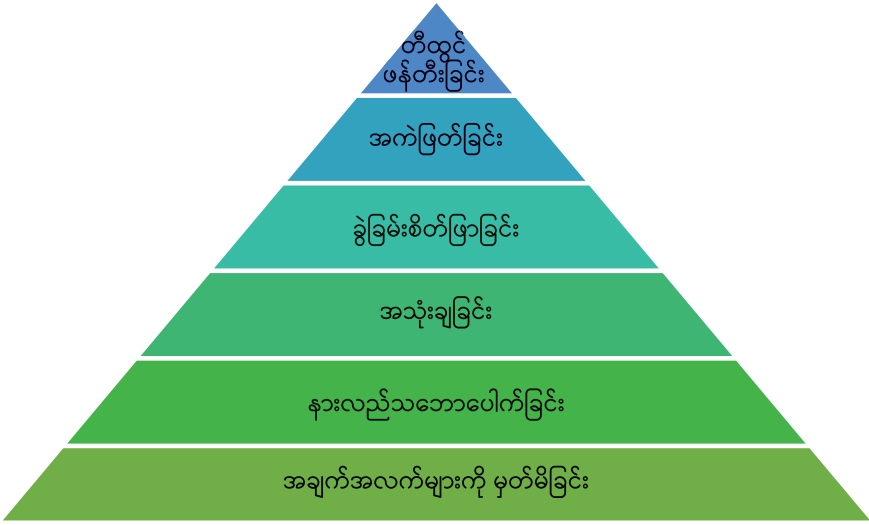 တီထွင်
ဖန်တီးခြင်း
အကဲဖြတ်ခြင်း
ခွဲခြမ်းစိတ်ဖြာခြင်း
အသုံးချခြင်း
နားလည်သဘောပေါက်ခြင်း
အချက်အလက်များကို မှတ်မိခြင်း